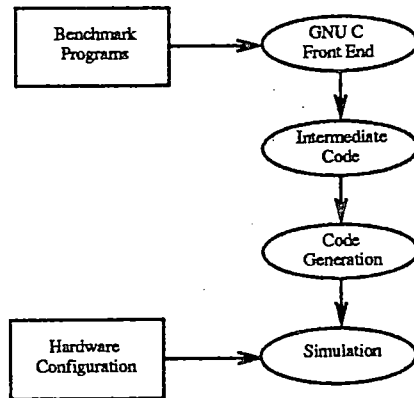 Benchmark
Programs
GNU C
Front End
Intermediate
Code
Code
Generation
Hardware
Configuration
Simulation